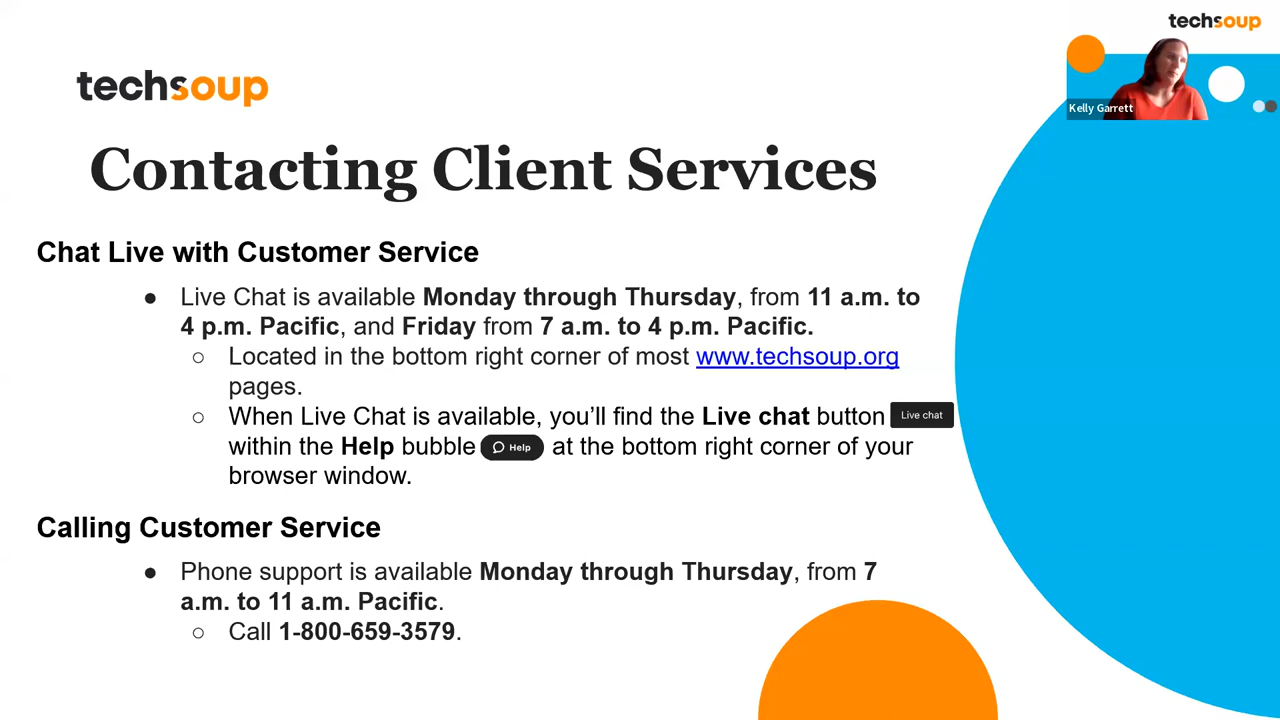 techsoup
Kelly Garrett
techsoup
Contacting Client Services
Chat Live with Customer Service
● Live Chat is available Monday through Thursday, from 11 a.m. to
4 p.m. Pacific, and Friday from 7 a.m. to 4 p.m. Pacific.
○ Located in the bottom right corner of most www.techsoup.org
pages.
○ When Live Chat is available, you’ll find the Live chat button Live chat
within the Help bubble Help at the bottom right corner of your
browser window.
Calling Customer Service
● Phone support is available Monday through Thursday, from 7
a.m. to 11 a.m. Pacific.
○ Call 1-800-659-3579.